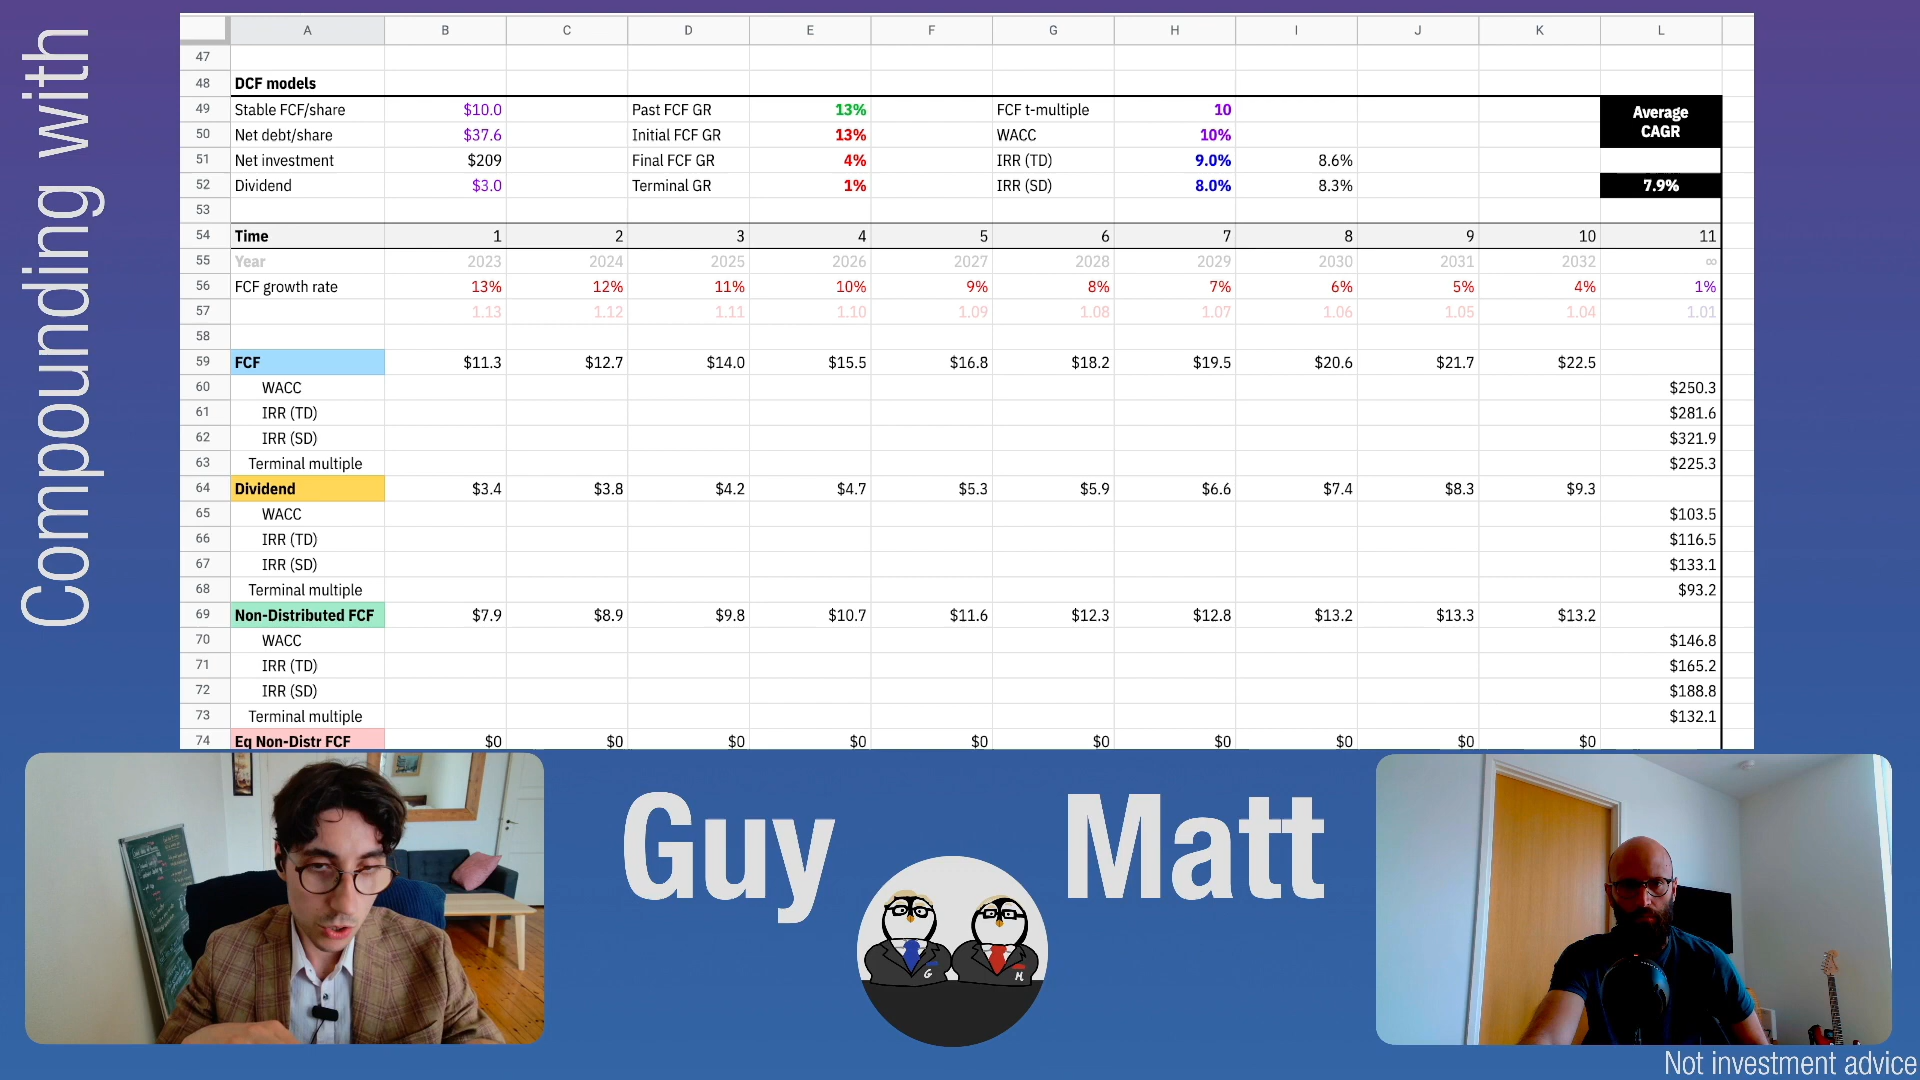 Compounding with
A B C D E F G H I J K L
47
48 DCF models
49 Stable FCF/share $10.0 Past FCF GR 13% FCF t-multiple 10 Average
50 Net debt/share $37.6 Initial FCF GR 13% WACC 10% CAGR
51 Net investment $209 Final FCF GR 4% IRR (TD) 9.0% 8.6%
52 Dividend $3.0 Terminal GR 1% IRR (SD) 8.0% 8.3% 7.9%
53
54 Time 1 2 3 4 5 6 7 8 9 10 11
55 Year 2023 2024 2025 2026 2027 2028 2029 2030 2031 2032 ∞
56 FCF growth rate 13% 12% 11% 10% 9% 8% 7% 6% 5% 4% 1%
57 1.13 1.12 1.11 1.10 1.09 1.08 1.07 1.06 1.05 1.04 1.01
58
59 FCF $11.3 $12.7 $14.0 $15.5 $16.8 $18.2 $19.5 $20.6 $21.7 $22.5
60 WACC $250.3
61 IRR (TD) $281.6
62 IRR (SD) $321.9
63 Terminal multiple $225.3
64 Dividend $3.4 $3.8 $4.2 $4.7 $5.3 $5.9 $6.6 $7.4 $8.3 $9.3
65 WACC $103.5
66 IRR (TD) $116.5
67 IRR (SD) $133.1
68 Terminal multiple $93.2
69 Non-Distributed FCF $7.9 $8.9 $9.8 $10.7 $11.6 $12.3 $12.8 $13.2 $13.3 $13.2
70 WACC $146.8
71 IRR (TD) $165.2
72 IRR (SD) $188.8
73 Terminal multiple $132.1
74 Eq Non-Distr FCF $0 $0 $0 $0 $0 $0 $0 $0 $0 $0
Guy Matt
G M
Not investment advice